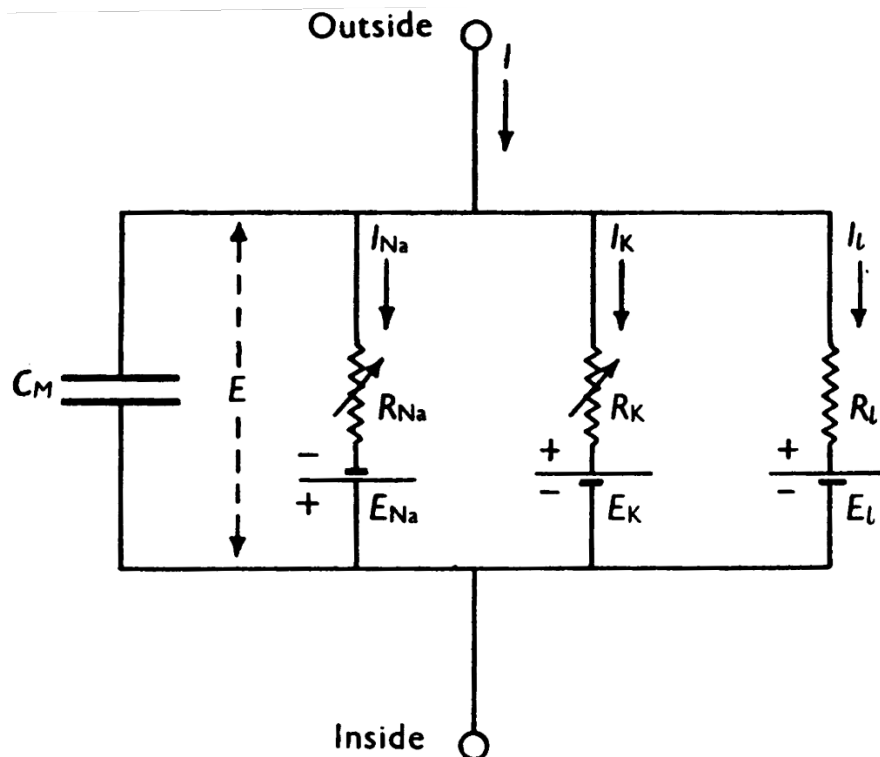 Outside
I
I_Na I_K I_l
C_M E R_Na R_K R_l
- + +
+ E_Na - E_K - E_l
Inside